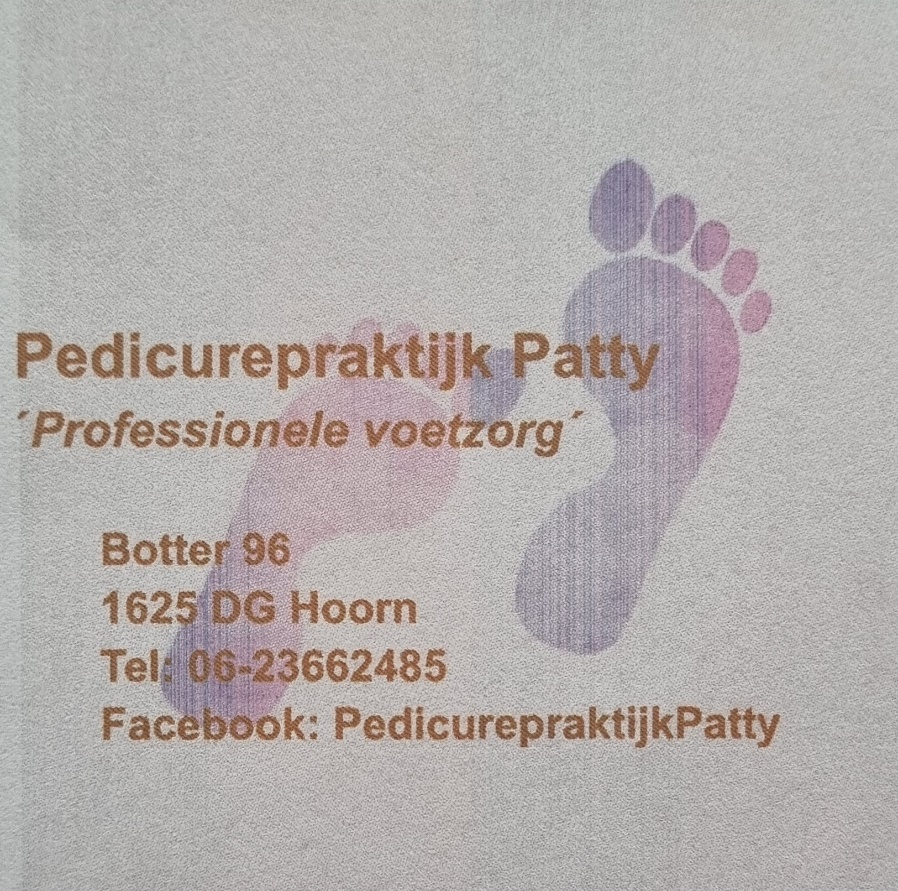 Pedicurepraktijk Patty
´Professionele voetzorg´
Botter 96
1625 DG Hoorn
Tel: 06-23662485
Facebook: PedicurepraktijkPatty